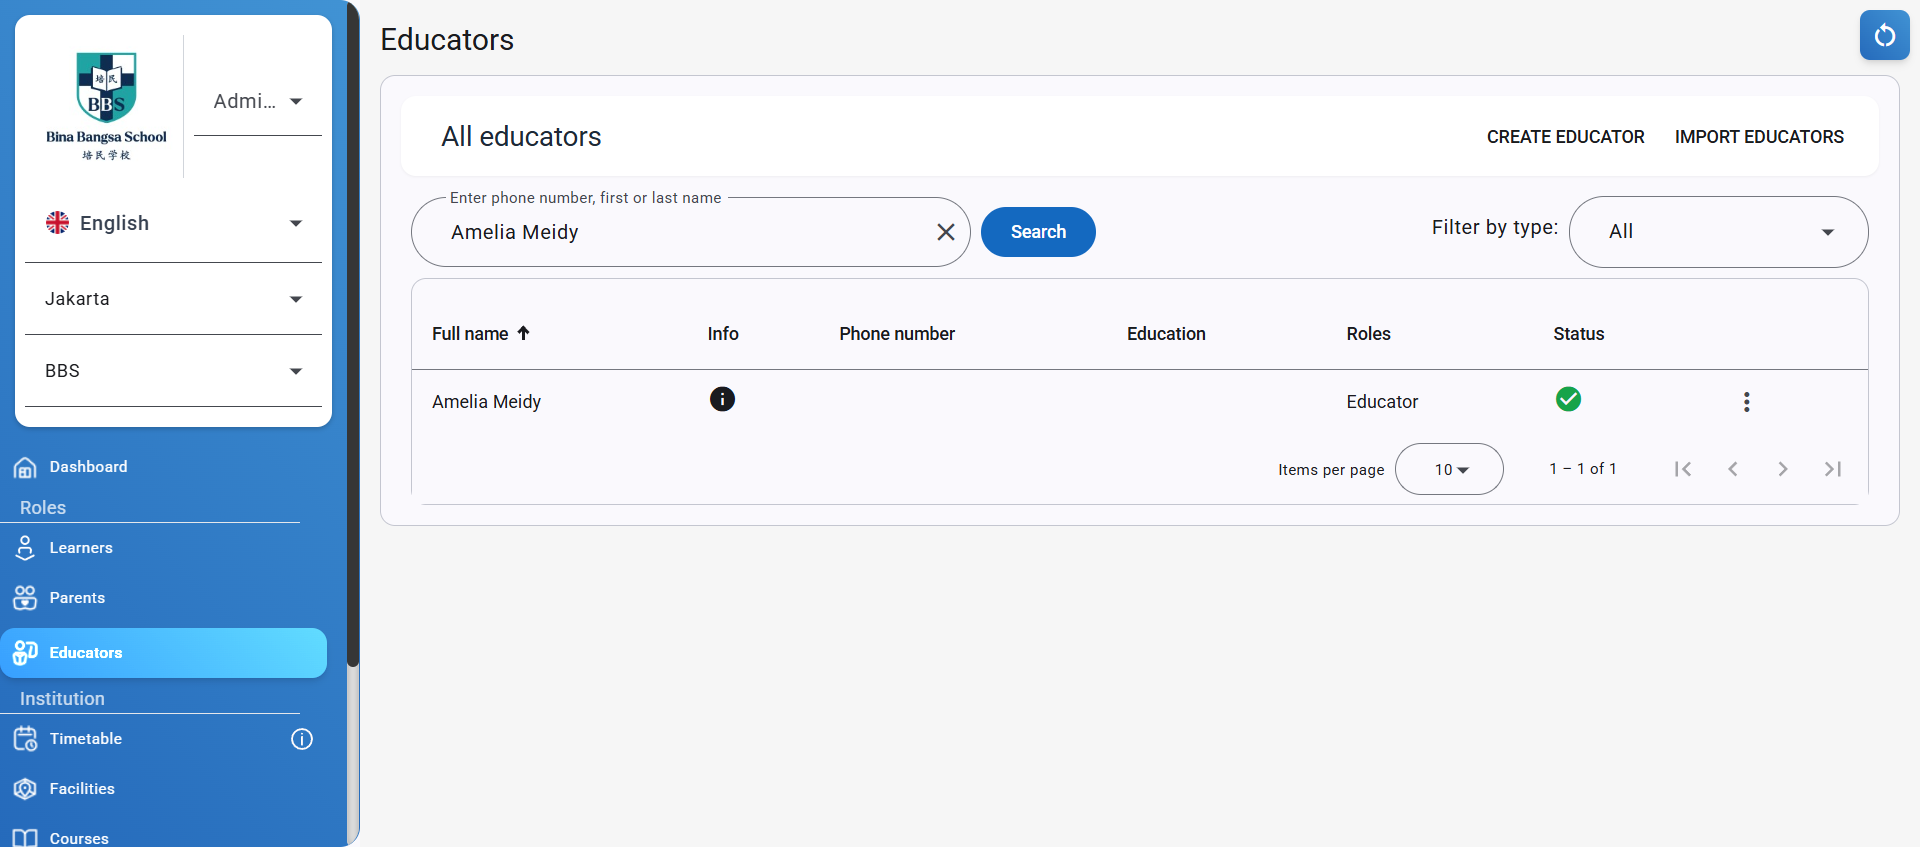 培 民
BBS
Bina Bangsa School
培民学校
Admi...
English
Jakarta
BBS
Dashboard
Roles
Learners
Parents
Educators
Institution
Timetable
Facilities
Courses
Educators
All educators
CREATE EDUCATOR
IMPORT EDUCATORS
Enter phone number, first or last name
Amelia Meidy
Search
Filter by type:
All
Full name
Info
Phone number
Education
Roles
Status
Amelia Meidy
Educator
Items per page
10
1 – 1 of 1